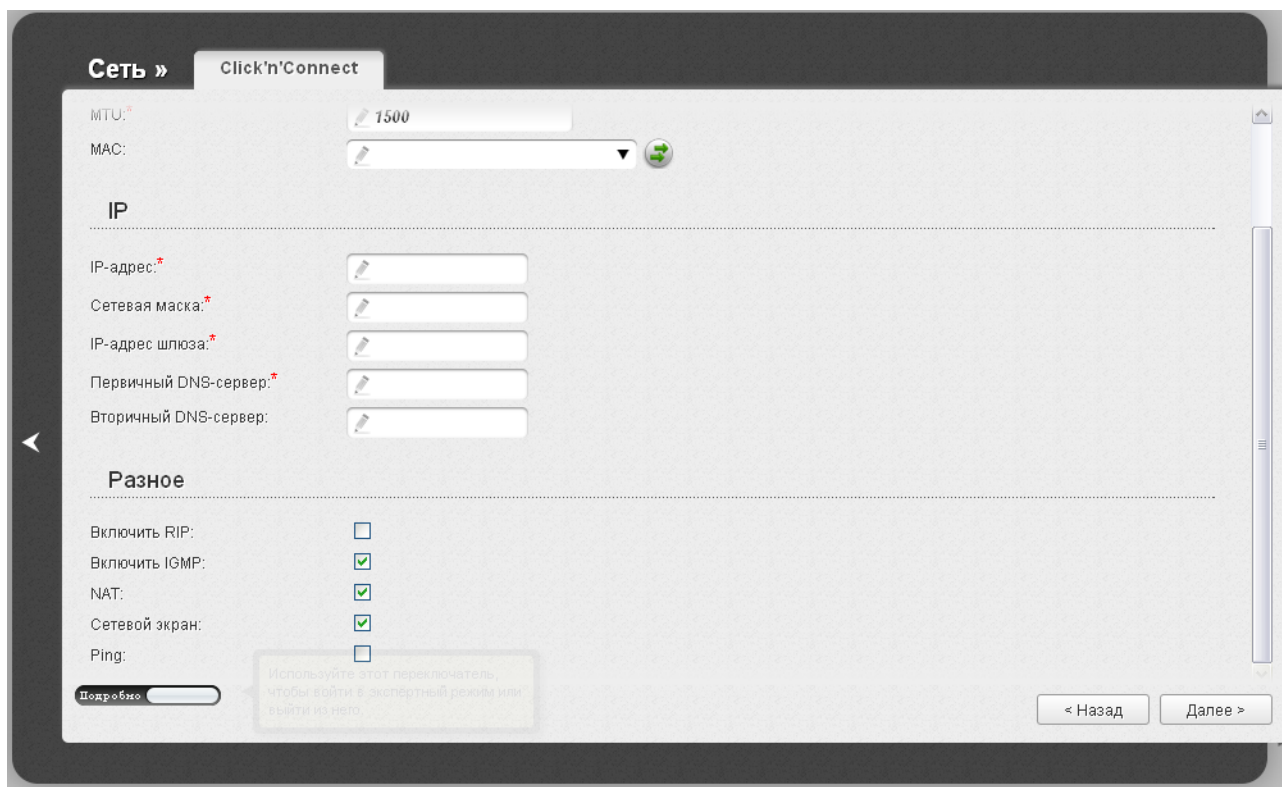 Сеть »
Click'n'Connect
MTU:*
1500
MAC:
IP
IP-адрес:*
Сетевая маска:*
IP-адрес шлюза:*
Первичный DNS-сервер:*
Вторичный DNS-сервер:
Разное
Включить RIP:
Включить IGMP:
NAT:
Сетевой экран:
Ping:
Используйте этот переключатель,
чтобы войти в экспертный режим или
выйти из него.
Подробно
< Назад
Далее >